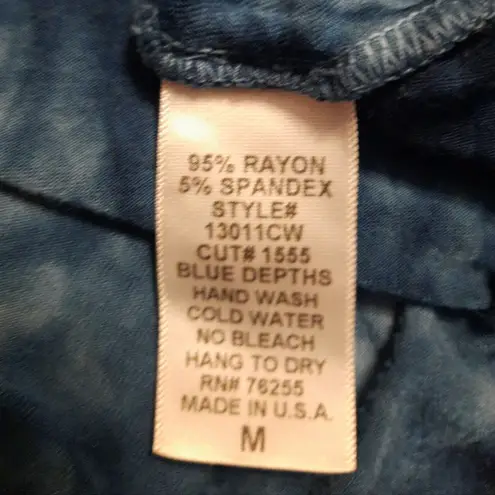 95% RAYON
5% SPANDEX
STYLE#
13011CW
CUT# 1555
BLUE DEPTHS
HAND WASH
COLD WATER
NO BLEACH
HANG TO DRY
RN# 76255
MADE IN U.S.A.
M